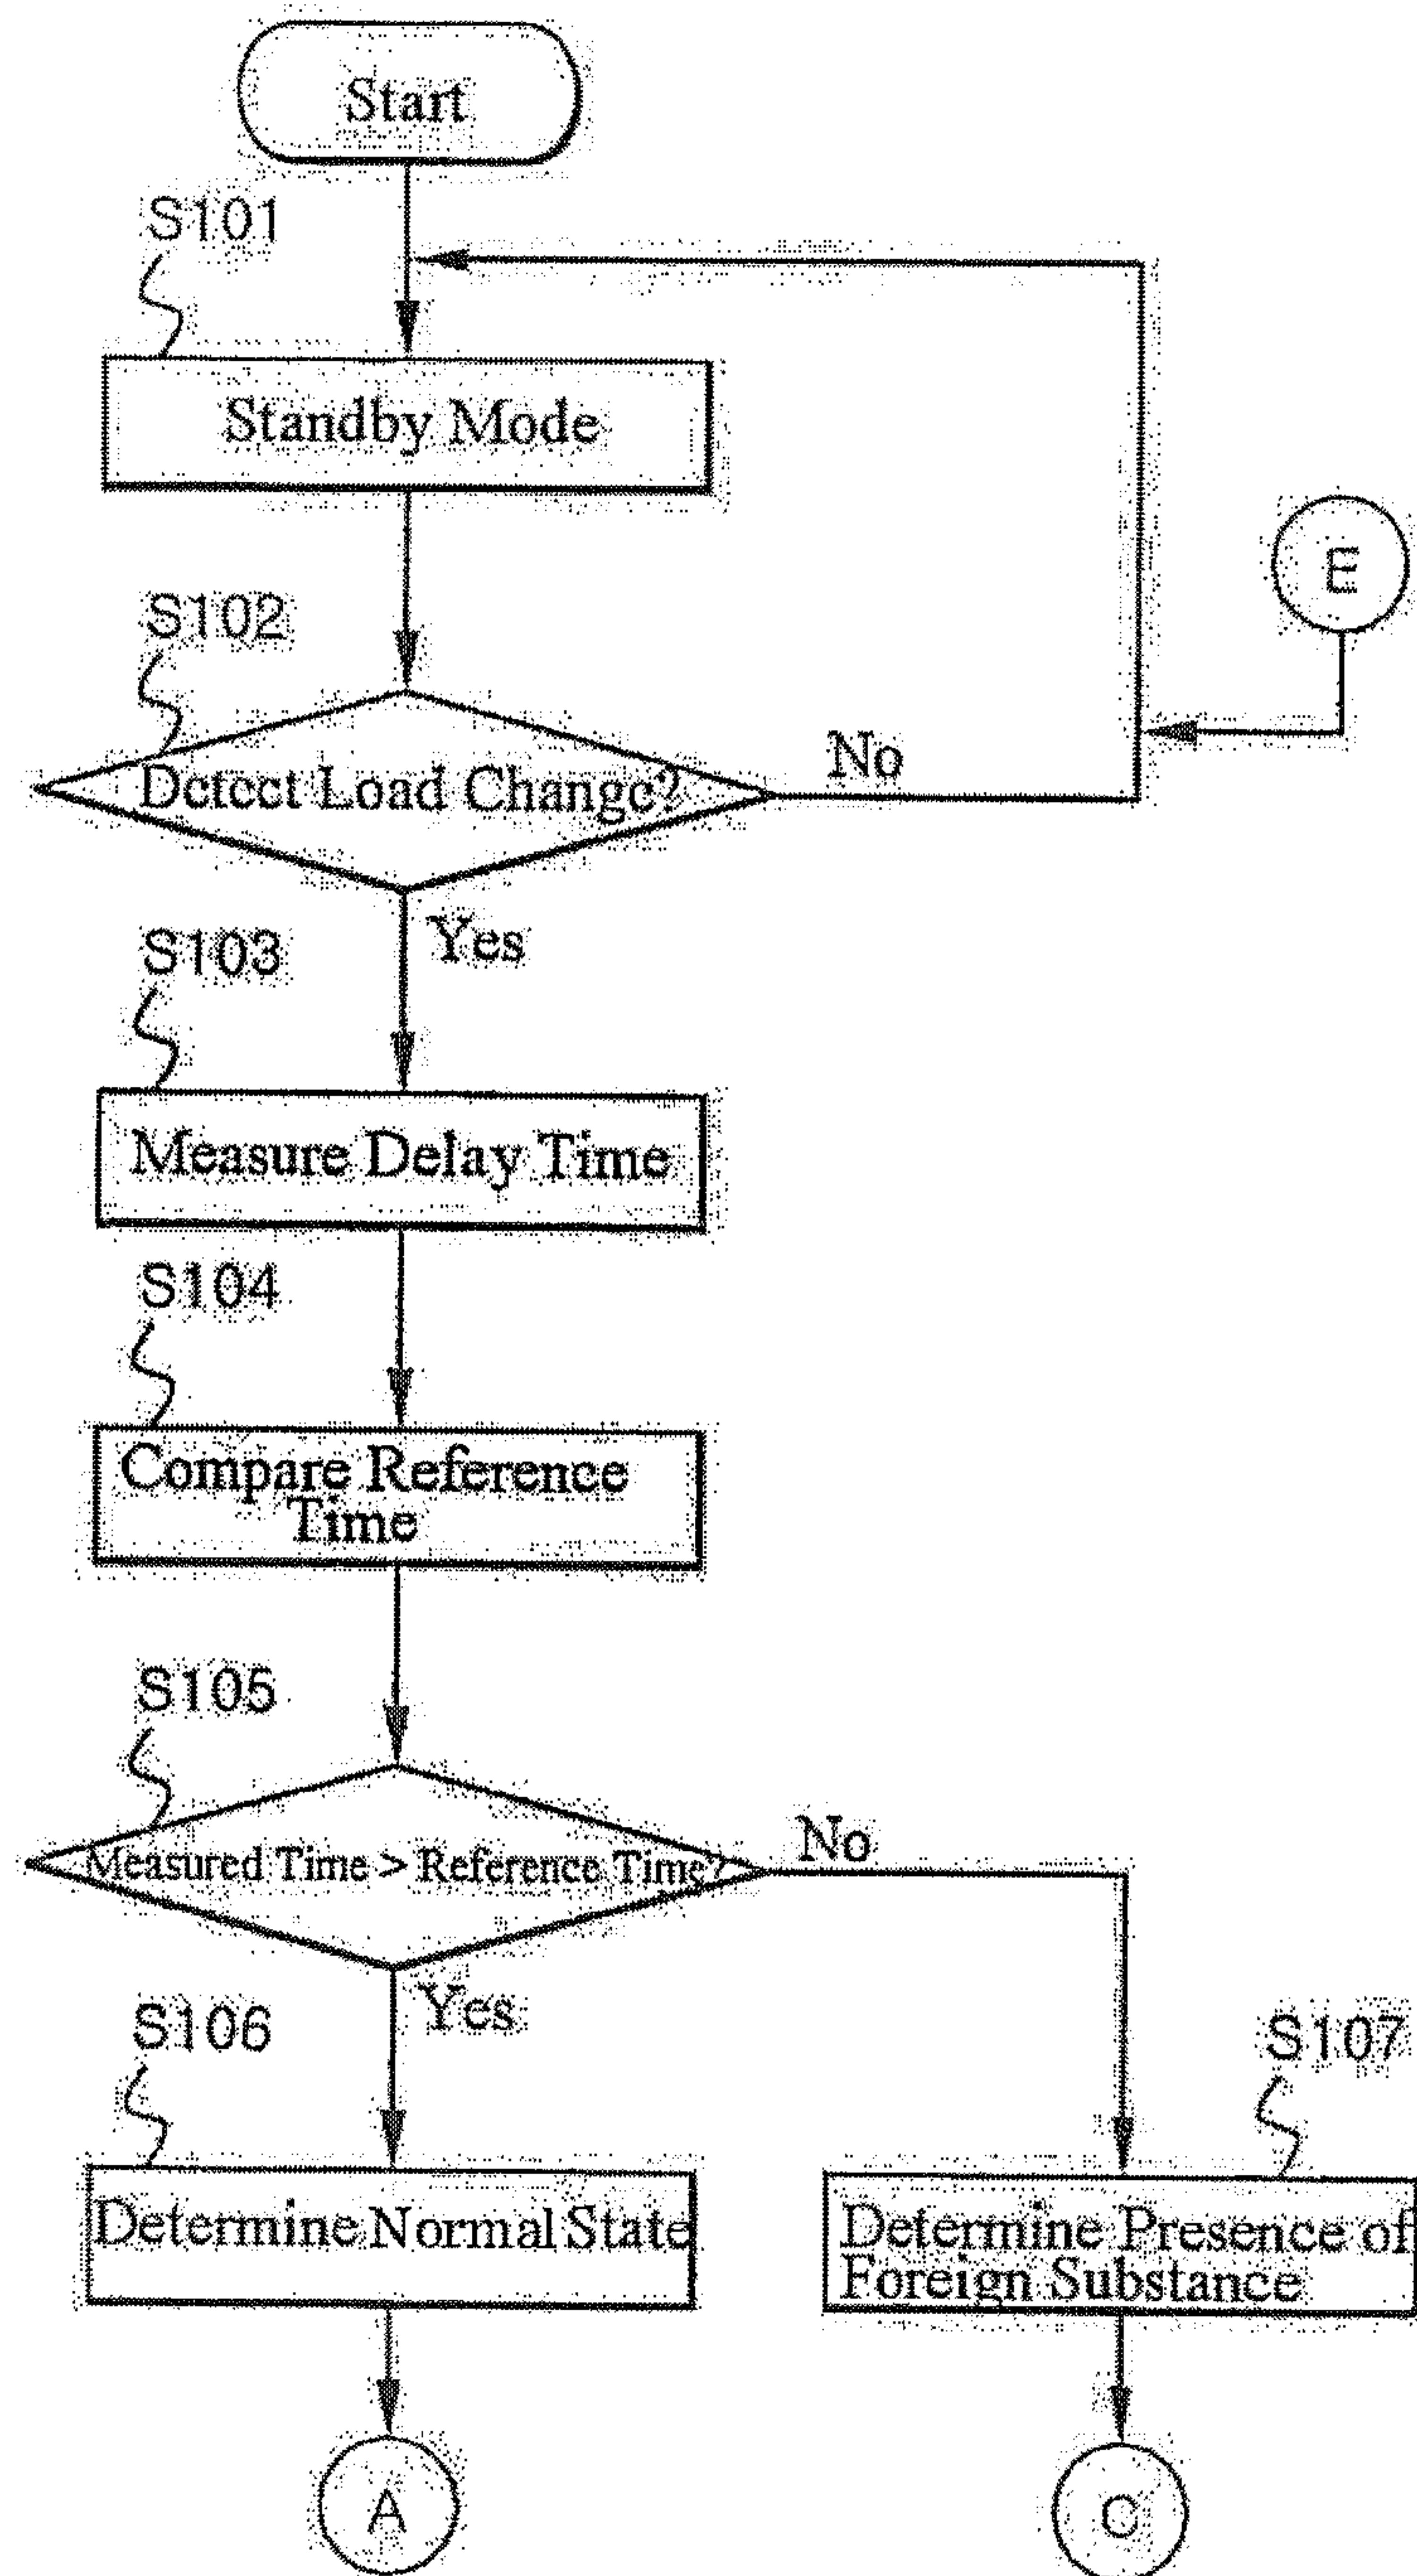 Start
S101
Standby Mode
E
S102
Detect Load Change?
No
Yes
S103
Measure Delay Time
S104
Compare Reference
Time
S105
Measured Time > Reference Time?
No
Yes
S106
S107
Determine Normal State
Determine Presence of
Foreign Substance
A
C